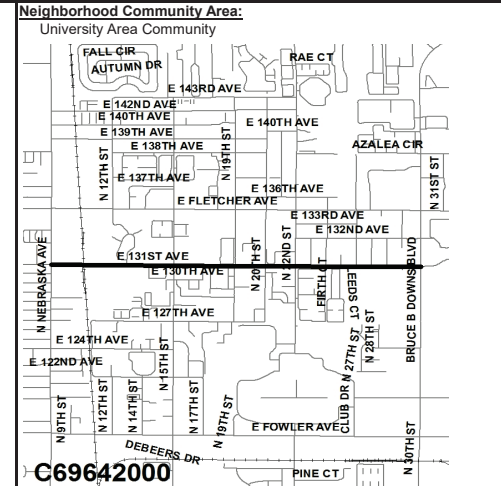 Neighborhood Community Area:
University Area Community
FALL CIR
RAE CT
AUTUMN DR
E 143RD AVE
E 142ND AVE
E 140TH AVE
E 140TH AVE
E 139TH AVE
E 138TH AVE
AZALEA CIR
N 19TH ST
N 12TH ST
N 31ST ST
E 137TH AVE
E 136TH AVE
E FLETCHER AVE
E 133RD AVE
E 132ND AVE
N NEBRASKA AVE
E 131ST AVE
E 130TH AVE
N 20TH ST
N 22ND ST
FIRTH CT
LEEDS CT
BRUCE B DOWNS BLVD
E 127TH AVE
E 124TH AVE
E 122ND AVE
N 15TH ST
N 27TH ST
N 28TH ST
N 9TH ST
N 12TH ST
N 14TH ST
N 17TH ST
N 19TH ST
CLUB DR
E FOWLER AVE
N 30TH ST
DEBEERS DR
C69642000
PINE CT